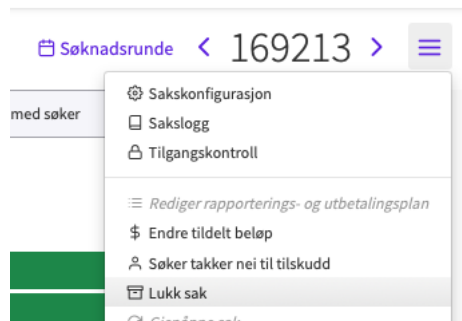 Søknadsrunde 169213
med søker
Sakskonfigurasjon
Sakslogg
Tilgangskontroll
Rediger rapporterings- og utbetalingsplan
Endre tildelt beløp
Søker takker nei til tilskudd
Lukk sak